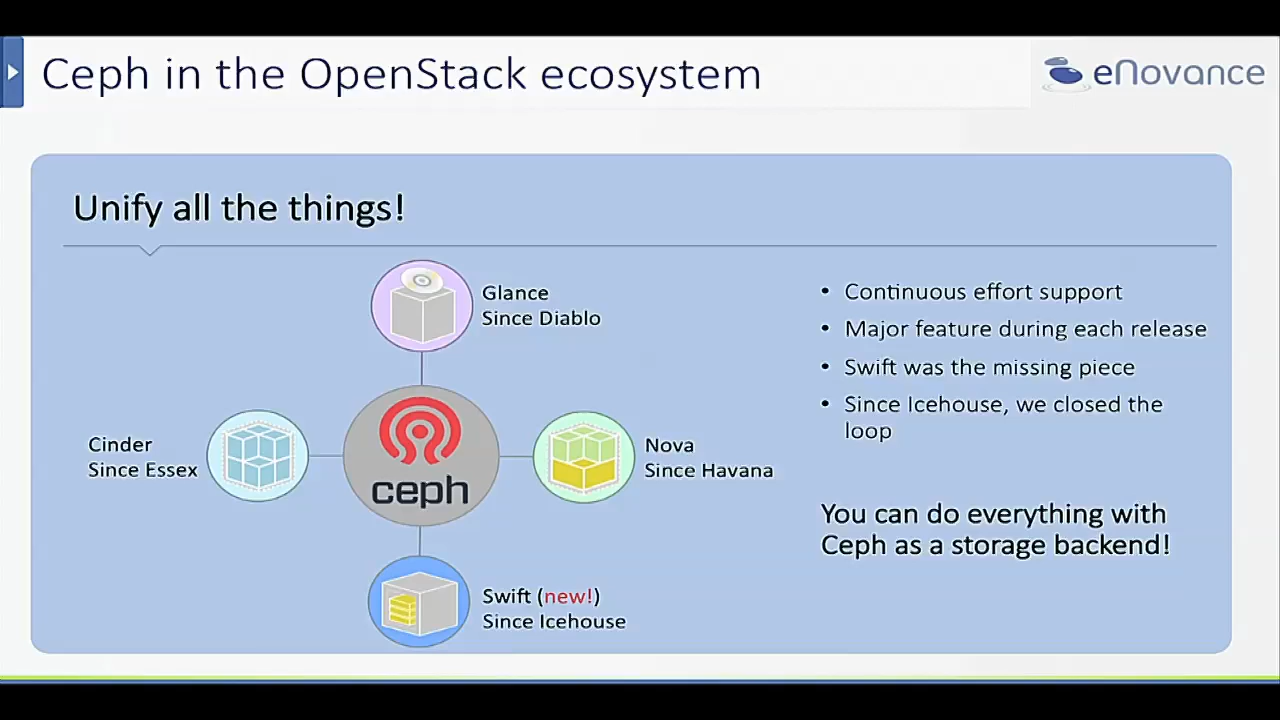 Ceph in the OpenStack ecosystem
eNovance
Unify all the things!
Glance
Since Diablo
Cinder
Since Essex
ceph
Nova
Since Havana
Swift (new!)
Since Icehouse
• Continuous effort support
• Major feature during each release
• Swift was the missing piece
• Since Icehouse, we closed the
loop
You can do everything with
Ceph as a storage backend!